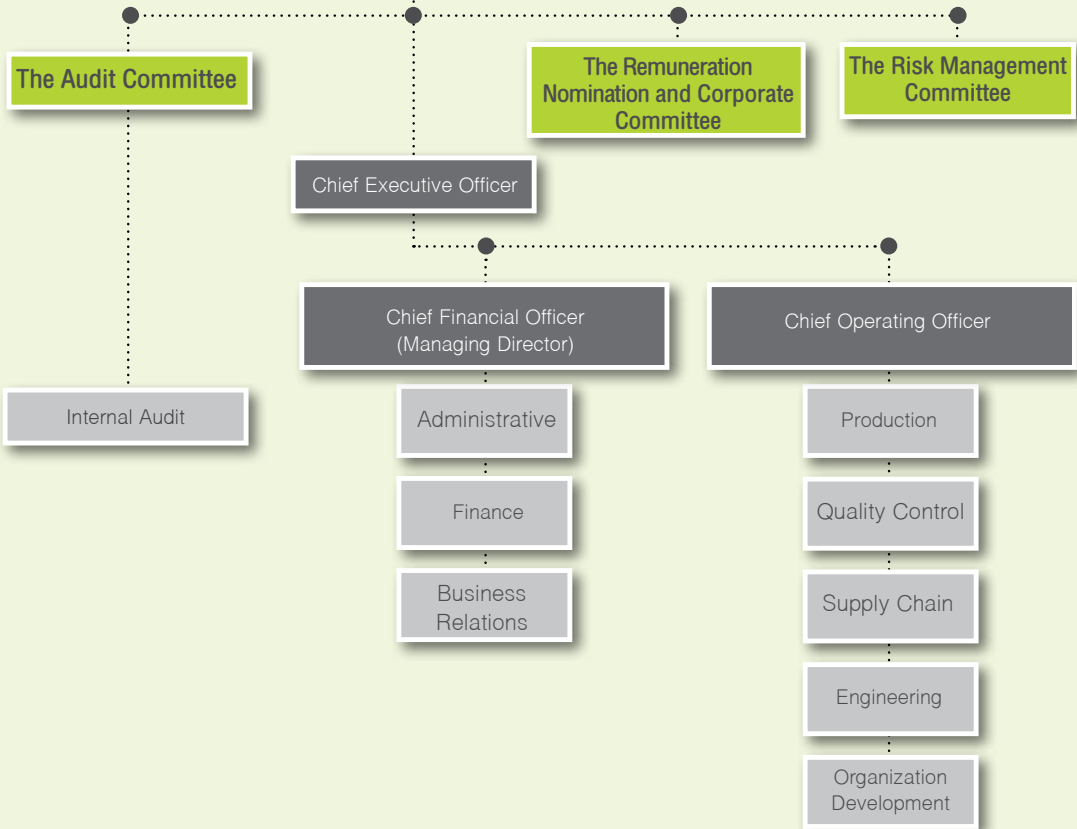 The Audit Committee
The Remuneration
Nomination and Corporate
Committee
The Risk Management
Committee
Chief Executive Officer
Chief Financial Officer
(Managing Director)
Chief Operating Officer
Internal Audit
Administrative
Production
Finance
Quality Control
Business
Relations
Supply Chain
Engineering
Organization
Development